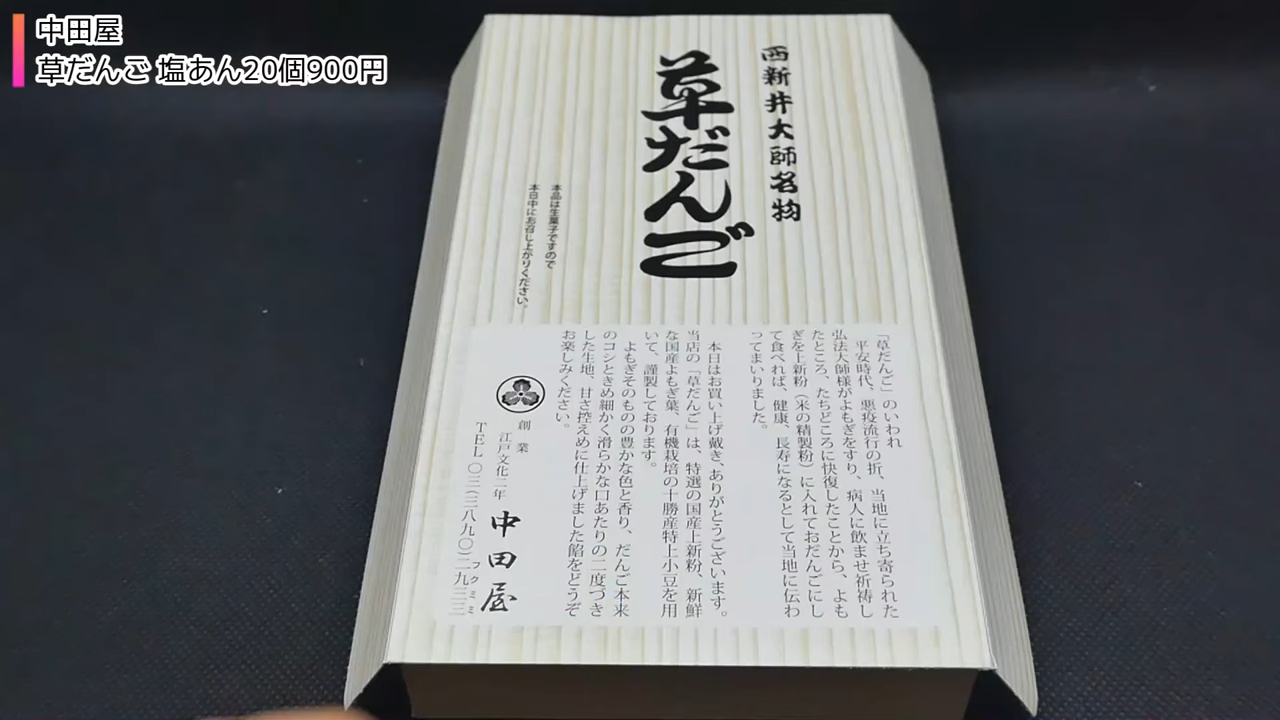 中田屋
草だんご 塩あん20個900円
西新井大師名物
草だんご
本品は生菓子ですので
本日中にお召し上がりください。
「草だんご」のいわれ
平安時代、悪疫流行の折、当地に立ち寄られた
弘法大師様がよもぎをすり、病人に飲ませ祈祷し
たところ、たちどころに快復したことから、よも
ぎを上新粉（米の精製粉）に入れておだんごにし
て食べれば、健康、長寿になるとして当地に伝わ
ってまいりました。
本日はお買い上げ戴き、ありがとうございます。
当店の「草だんご」は、特選の国産上新粉、新鮮
な国産よもぎ葉、有機栽培の十勝産特上小豆を用
いて、謹製しております。
よもぎそのものの豊かな色と香り、だんご本来
のコシときめ細かく滑らかな口あたりの二度づき
した生地、甘さ控えめに仕上げました餡をどうぞ
お楽しみください。
創業
江戸文化二年
中田屋
フクミミ
TEL 〇三（三八九〇）二九三三